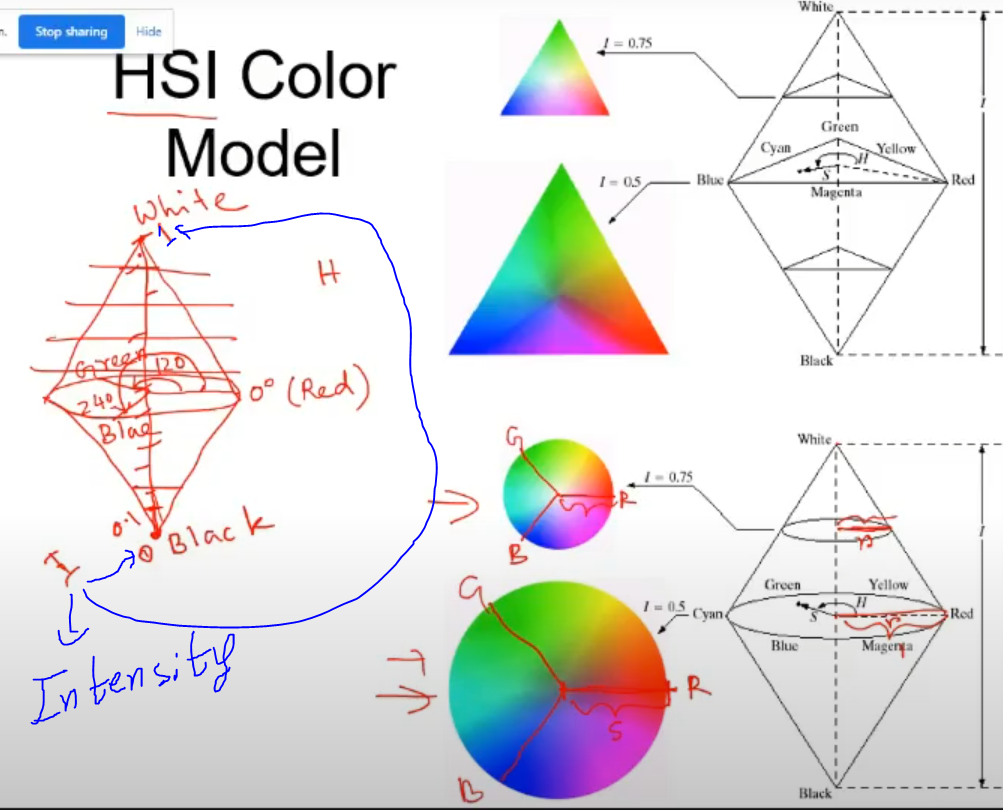 n.
Stop sharing
Hide
HSI Color
Model
White
1
H
Green
120
240
Blae
0° (Red)
0.1
0
Black
I
Intensity
I = 0.75
I = 0.5
White
Green
Cyan
Yellow
H
S
Blue
Red
Magenta
I
Black
G
R
B
I = 0.75
G
R
S
B
I = 0.5
White
r
Green
Yellow
H
S
Cyan
Red
r
Blue
Magenta
I
Black